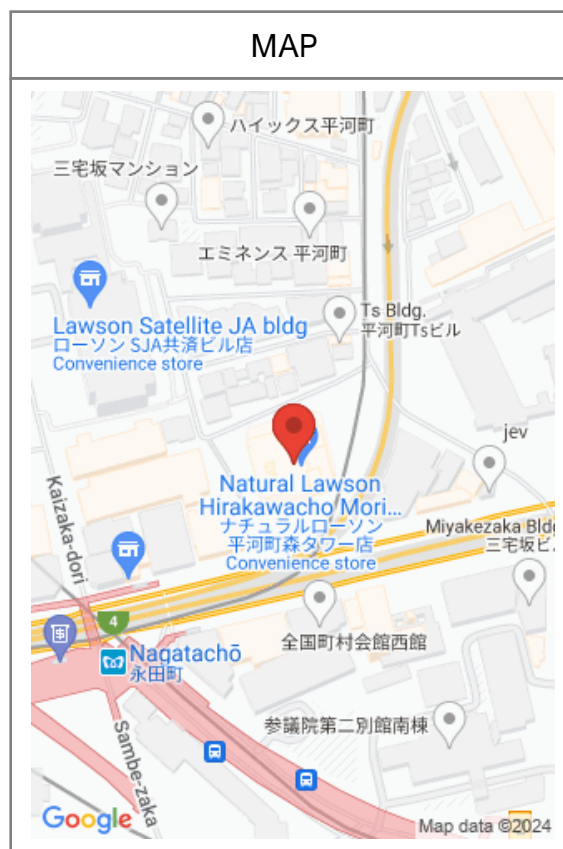 MAP
ハイックス平河町
三宅坂マンション
エミネンス 平河町
Ts Bldg.
平河町Tsビル
Lawson Satellite JA bldg
ローソン SJA共済ビル店
Convenience store
jev
Kaizaka-dori
Natural Lawson
Hirakawacho Mori...
ナチュラルローソン
平河町森タワー店
Convenience store
Miyakezaka Bldg
三宅坂ビ
4
全国町村会館西館
Nagatachō
永田町
参議院第二別館南棟
Sambe-zaka
Google
Map data ©2024